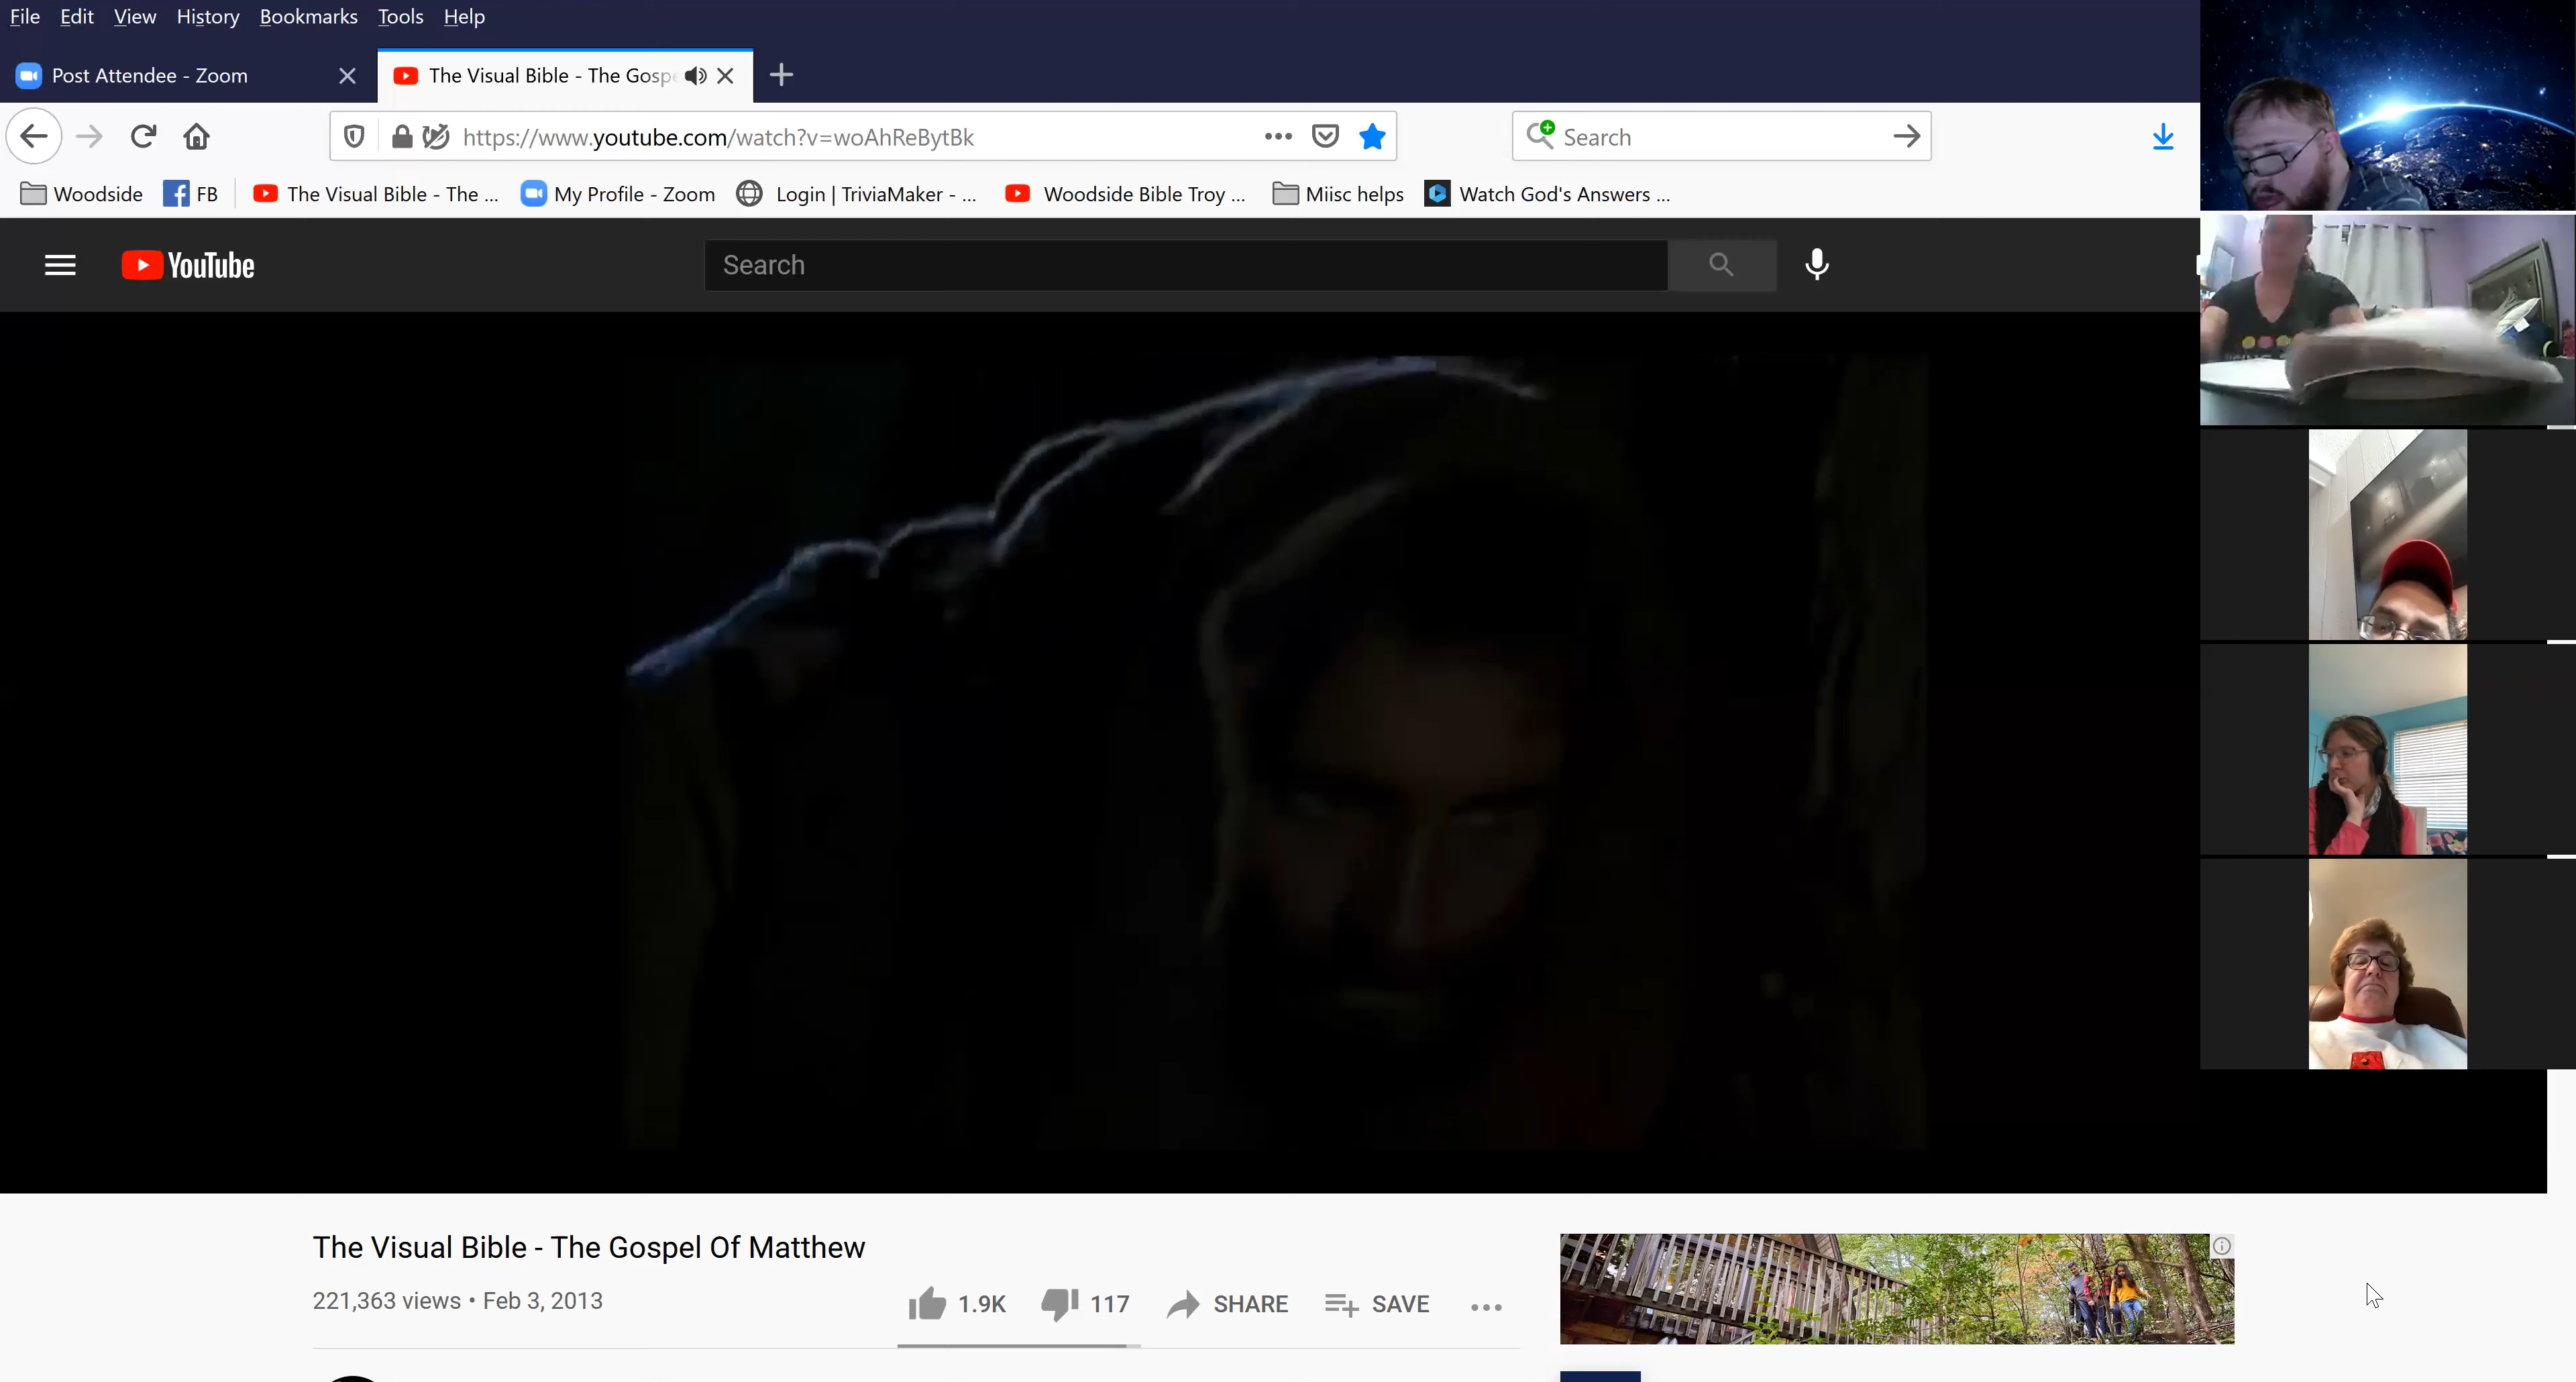 File Edit View History Bookmarks Tools Help
Post Attendee - Zoom
The Visual Bible - The Gosp
https://www.youtube.com/watch?v=woAhReBytBk
Search
Woodside FB The Visual Bible - The ... My Profile - Zoom Login | TriviaMaker - ... Woodside Bible Troy ... Miisc helps Watch God's Answers ...
YouTube
Search
The Visual Bible - The Gospel Of Matthew
221,363 views • Feb 3, 2013
1.9K 117 SHARE SAVE